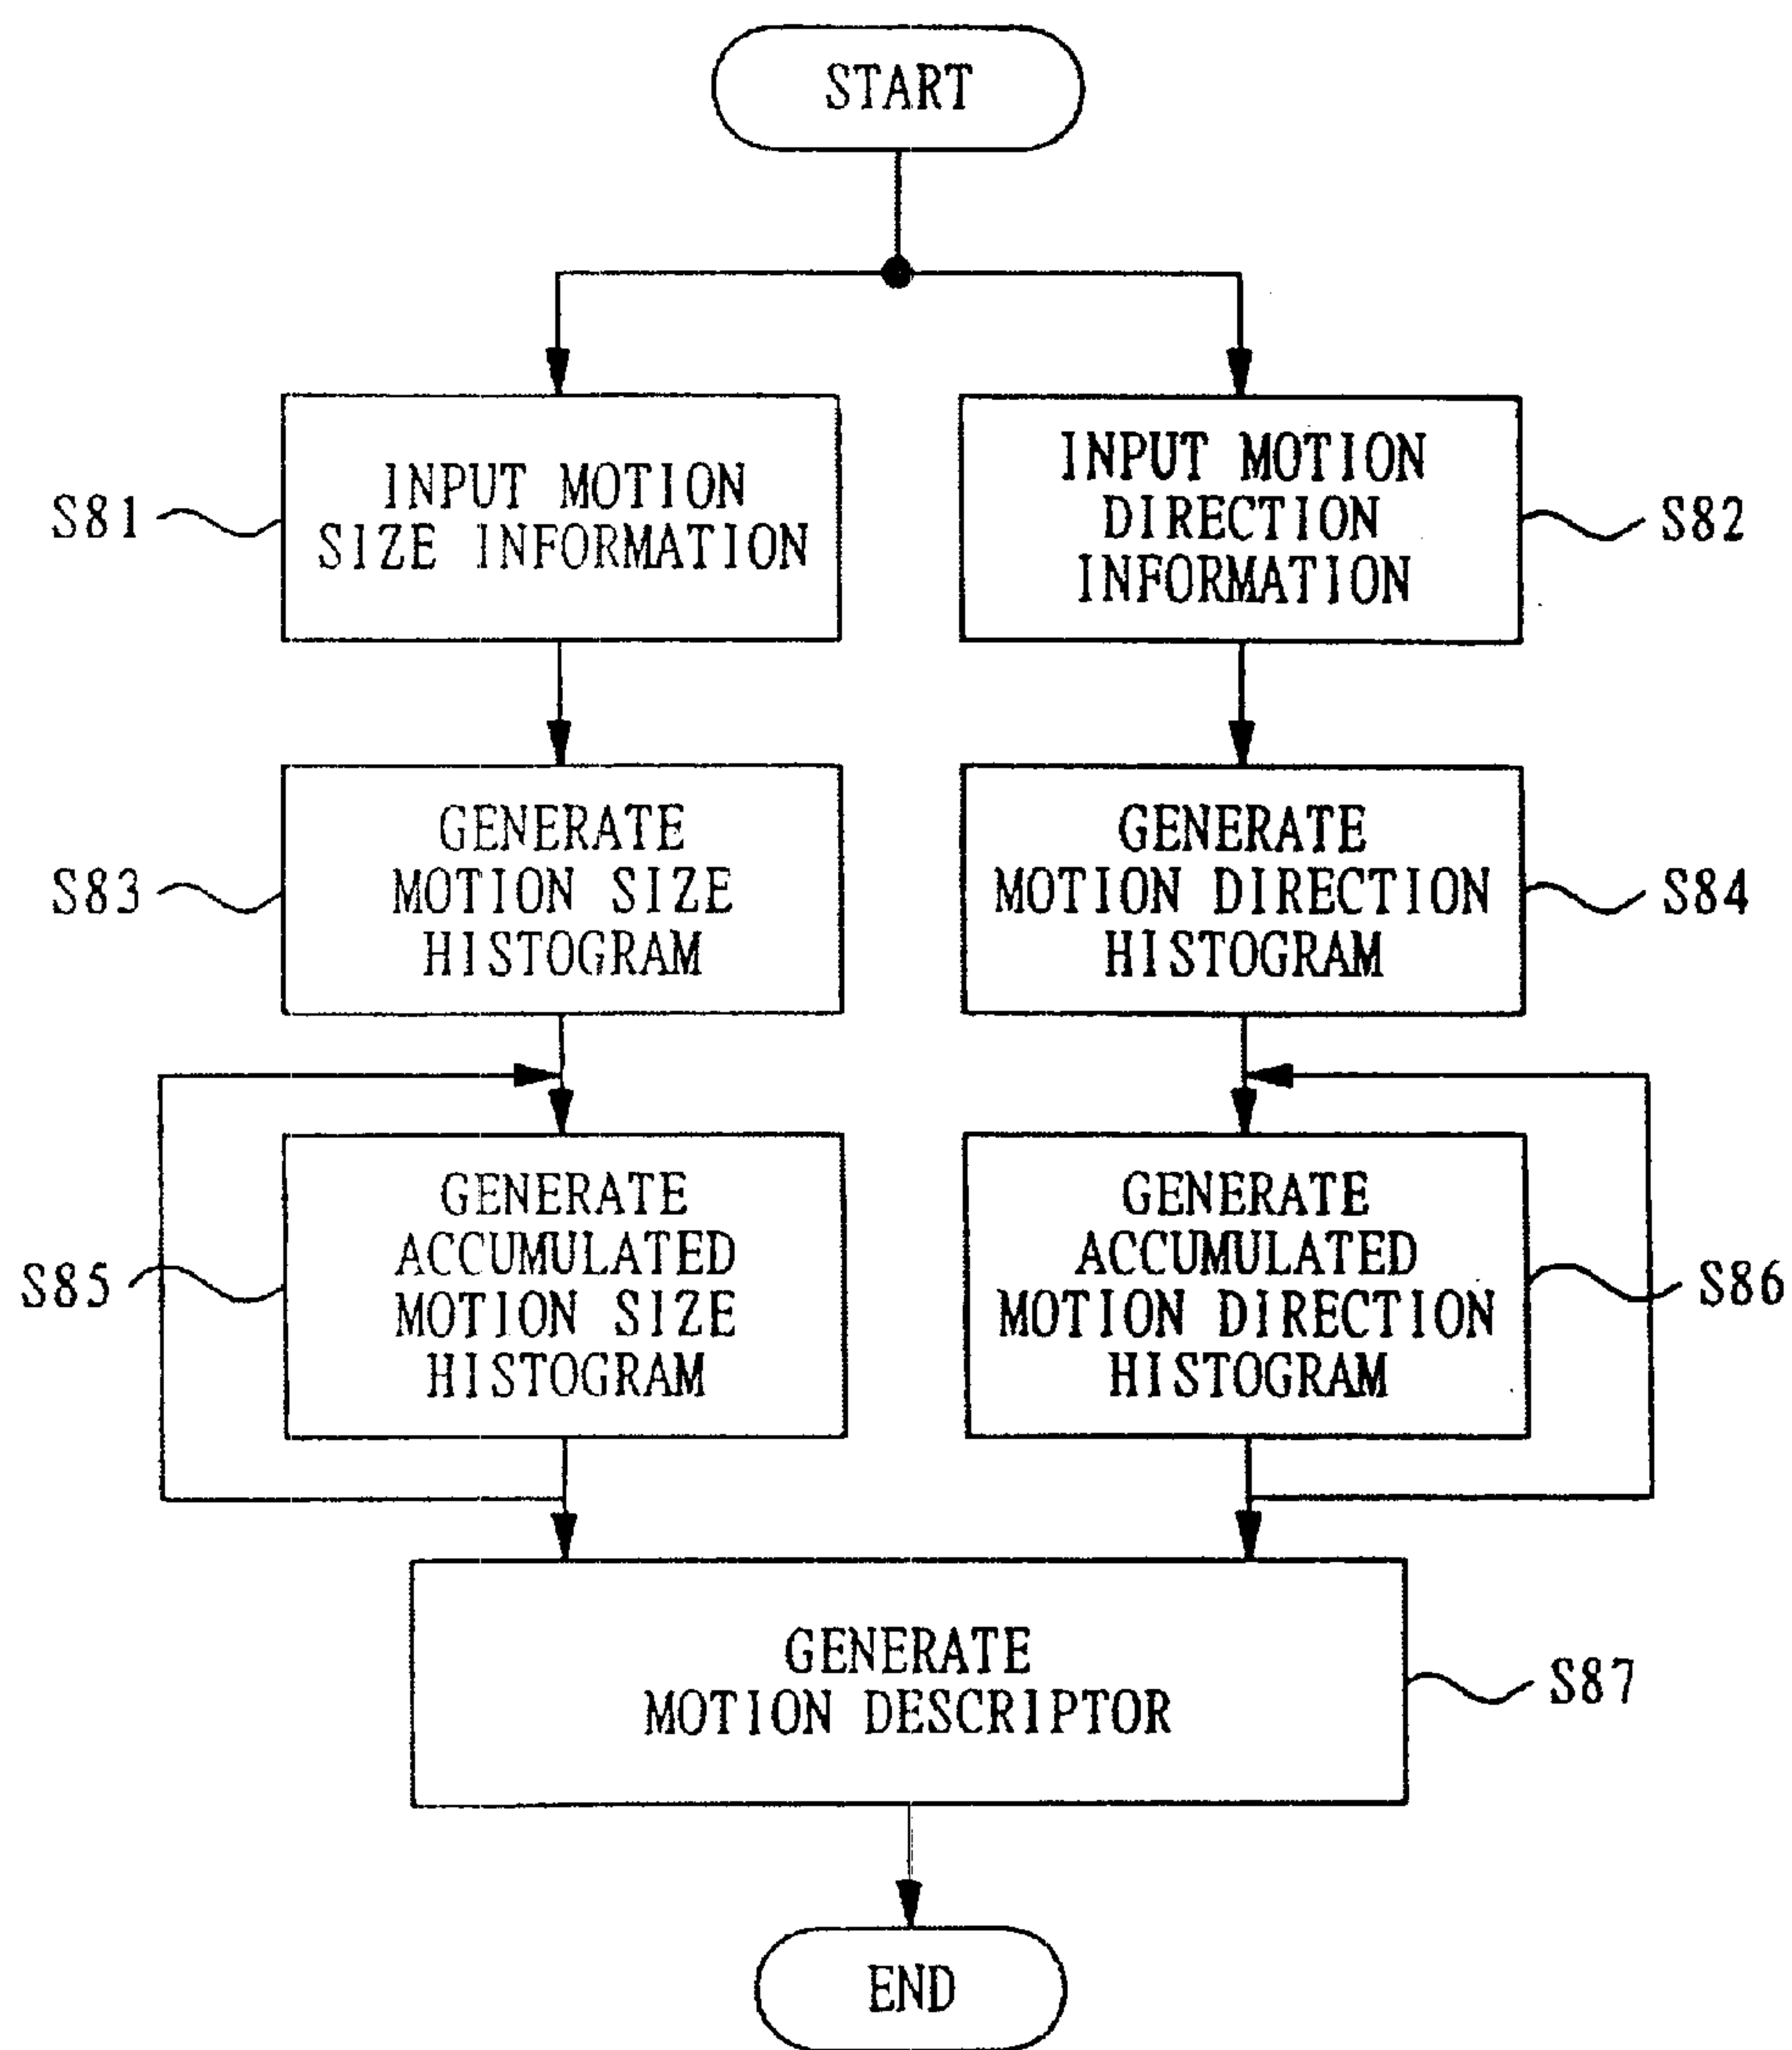 START
S81
INPUT MOTION
SIZE INFORMATION
INPUT MOTION
DIRECTION
INFORMATION
S82
S83
GENERATE
MOTION SIZE
HISTOGRAM
GENERATE
MOTION DIRECTION
HISTOGRAM
S84
S85
GENERATE
ACCUMULATED
MOTION SIZE
HISTOGRAM
GENERATE
ACCUMULATED
MOTION DIRECTION
HISTOGRAM
S86
GENERATE
MOTION DESCRIPTOR
S87
END